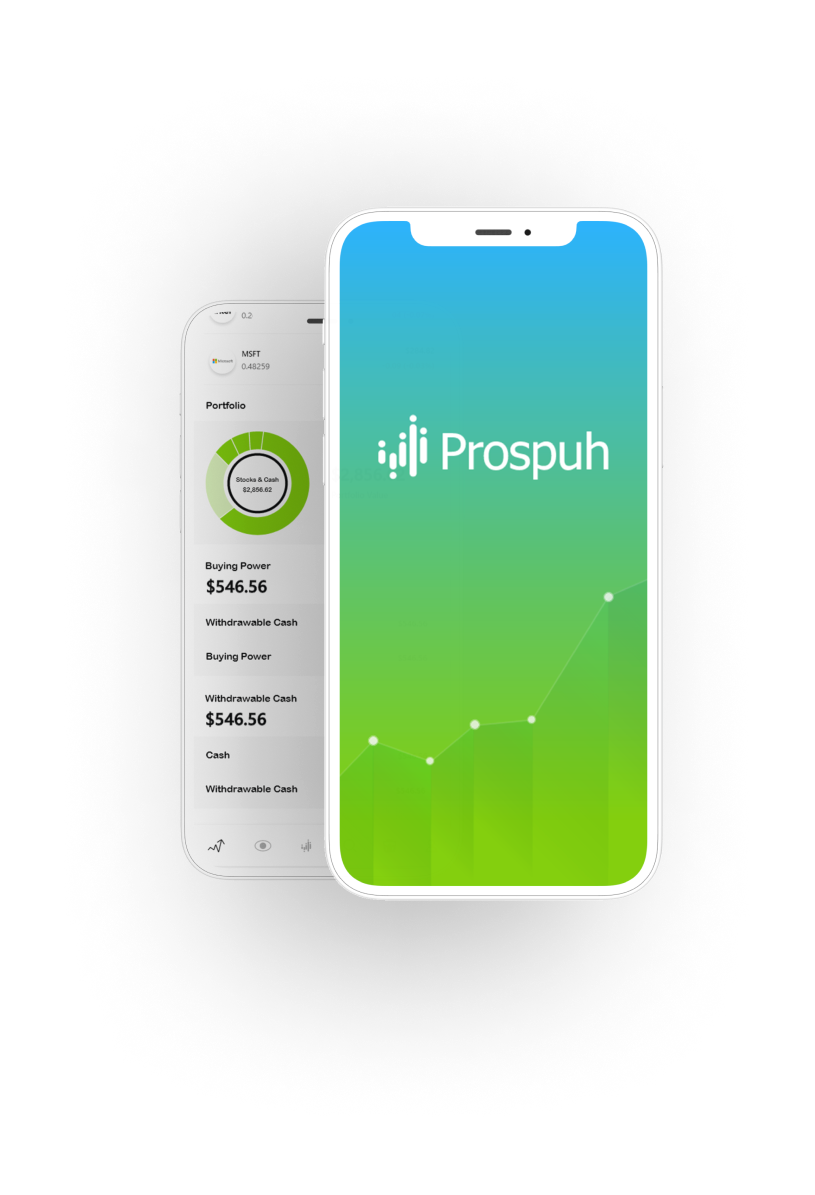 0.2
MSFT
0.48259
Portfolio
Stocks & Cash
$2,856.62
Buying Power
$546.56
Withdrawable Cash
Buying Power
Withdrawable Cash
$546.56
Cash
Withdrawable Cash
Prospuh